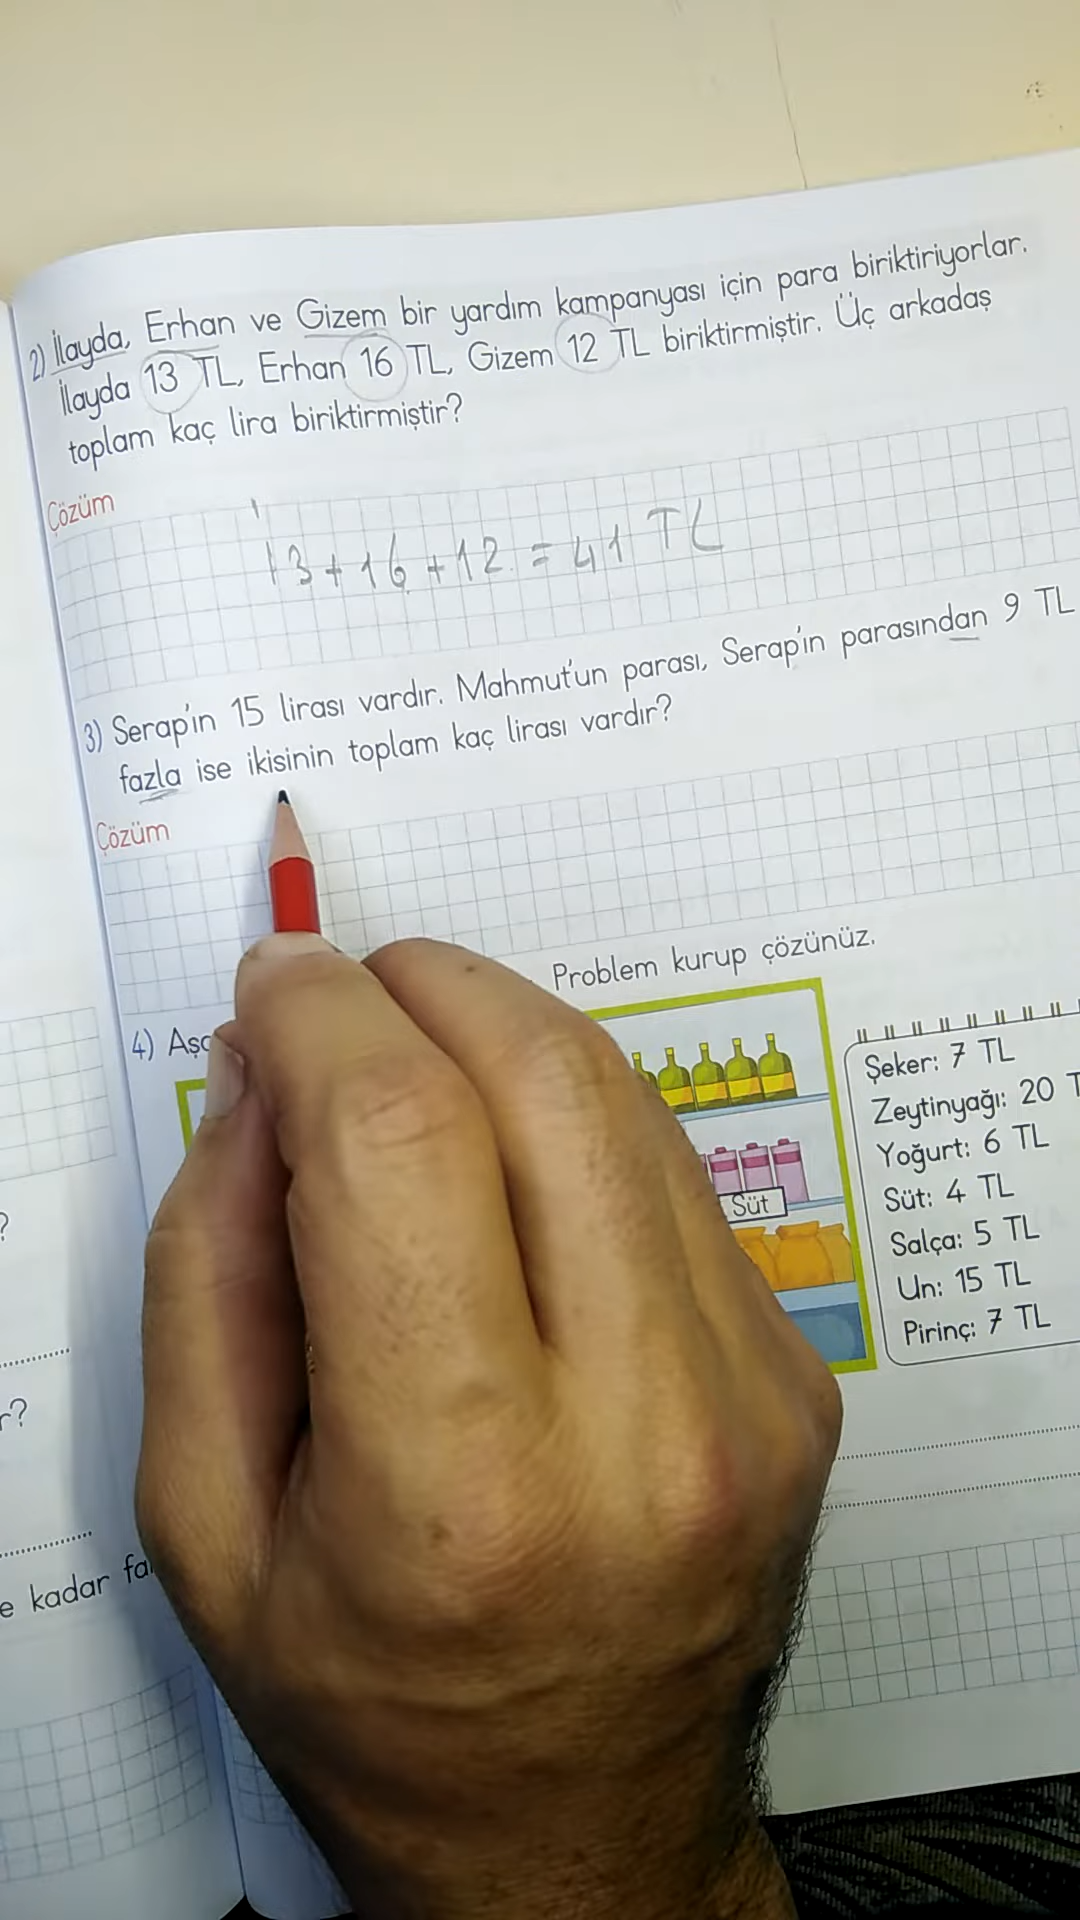 2) İlayda, Erhan ve Gizem bir yardım kampanyası için para biriktiriyorlar.
İlayda 13 TL, Erhan 16 TL, Gizem 12 TL biriktirmiştir. Üç arkadaş
toplam kaç lira biriktirmiştir?
Çözüm
13+16+12 = 41 TL
3) Serap'ın 15 lirası vardır. Mahmut'un parası, Serap'ın parasından 9 TL
fazla ise ikisinin toplam kaç lirası vardır?
Çözüm
Problem kurup çözünüz.
4)
Şeker: 7 TL
Zeytinyağı: 20
Yoğurt: 6 TL
Süt: 4 TL
Salça: 5 TL
Un: 15 TL
Pirinç: 7 TL
Süt
?
?
kadar